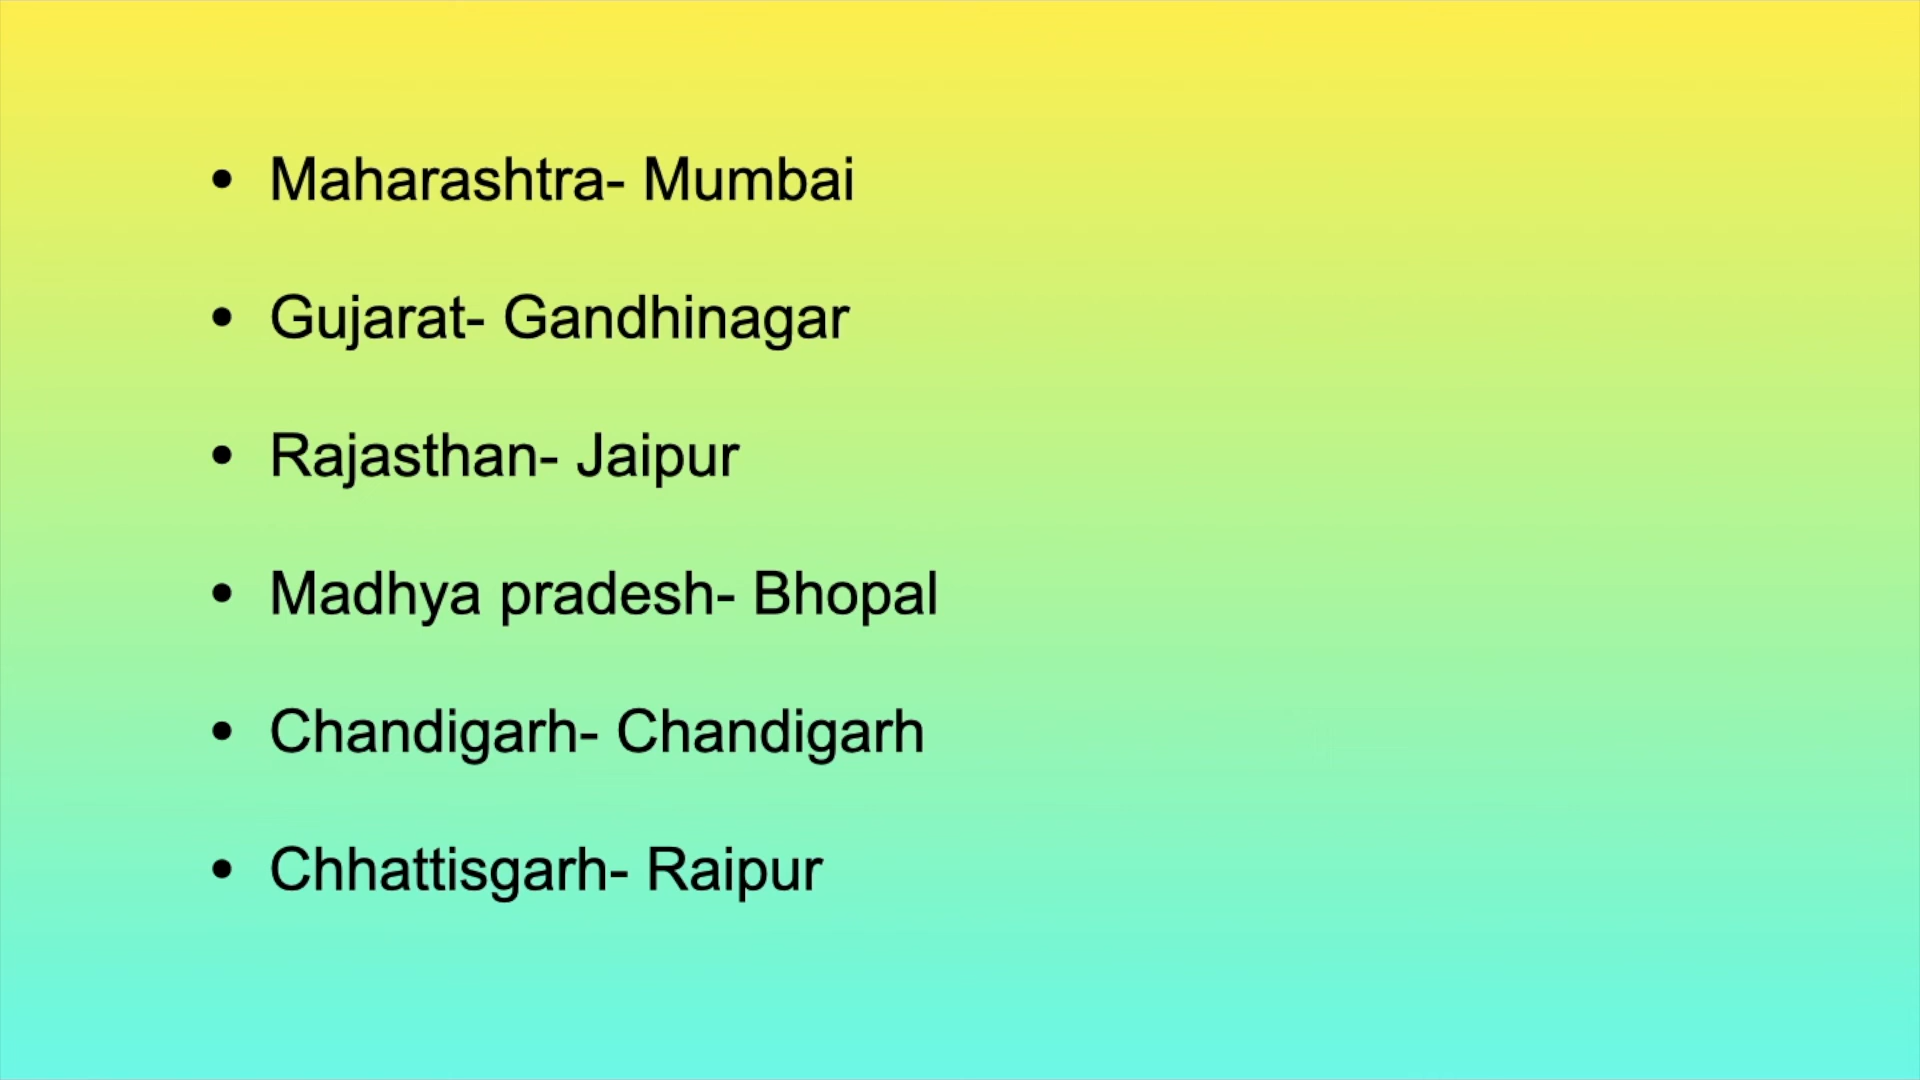 • Maharashtra- Mumbai
• Gujarat- Gandhinagar
• Rajasthan- Jaipur
• Madhya pradesh- Bhopal
• Chandigarh- Chandigarh
• Chhattisgarh- Raipur